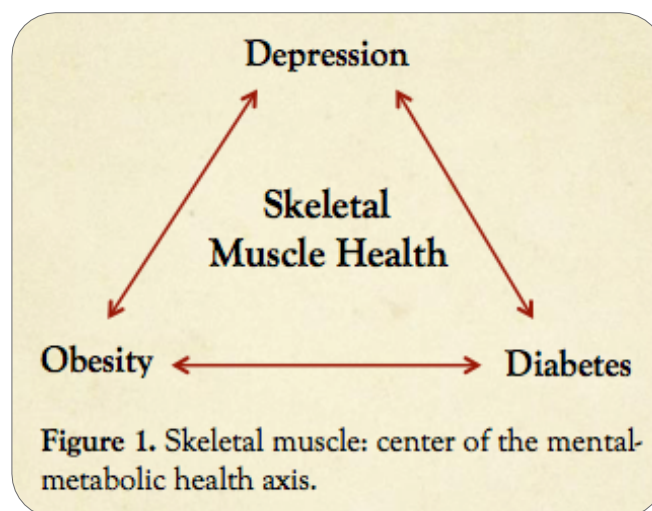 Depression
Skeletal
Muscle Health
Obesity
Diabetes
Figure 1. Skeletal muscle: center of the mental-
metabolic health axis.